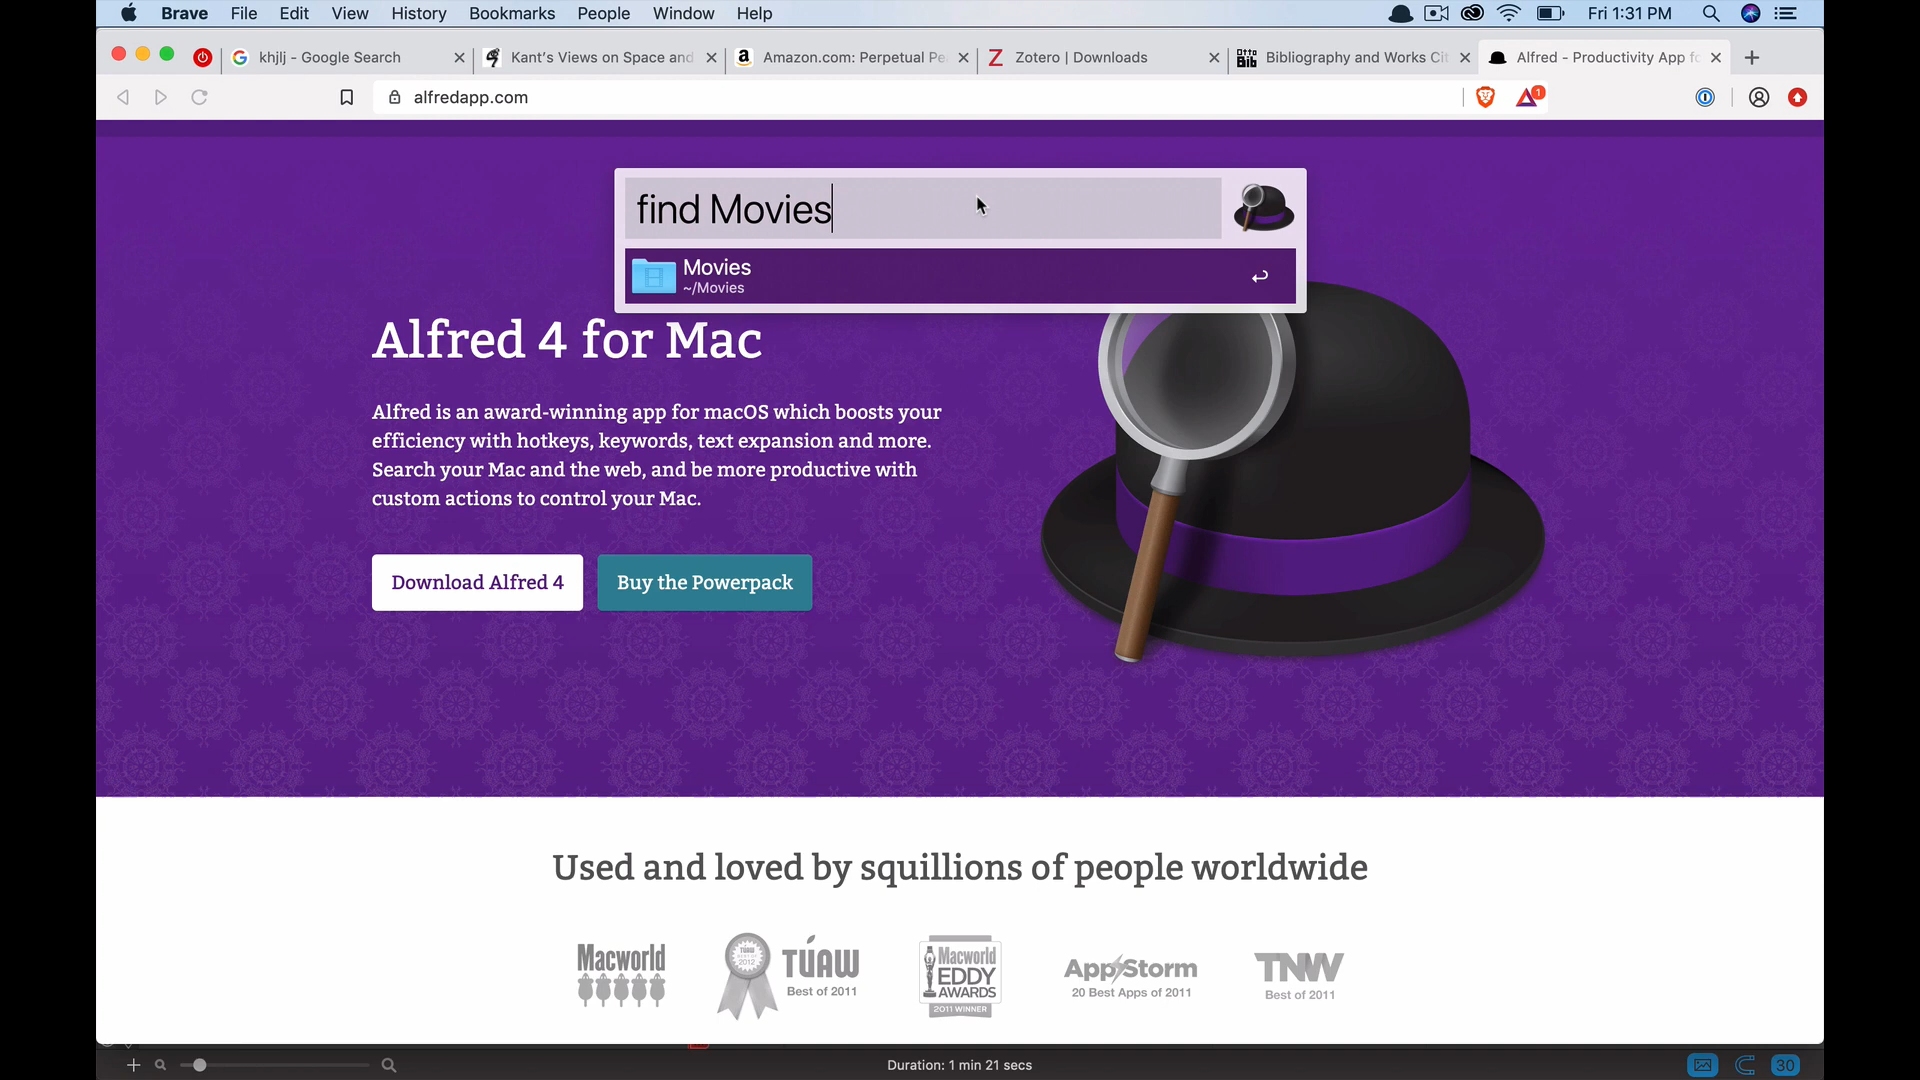 Brave File Edit View History Bookmarks People Window Help Fri 1:31 PM
khjlj - Google Search Kant's Views on Space and Amazon.com: Perpetual Pe Zotero | Downloads Bibliography and Works Cit Alfred - Productivity App fo
alfredapp.com 1
find Movies
Movies
~/Movies
Alfred 4 for Mac
Alfred is an award-winning app for macOS which boosts your
efficiency with hotkeys, keywords, text expansion and more.
Search your Mac and the web, and be more productive with
custom actions to control your Mac.
Download Alfred 4 Buy the Powerpack
Used and loved by squillions of people worldwide
Macworld
TUAW
BEST OF
2012
TÚAW
Best of 2011
Macworld
EDDY
AWARDS
2011 WINNER
AppStorm
20 Best Apps of 2011
TNW
Best of 2011
Duration: 1 min 21 secs 30